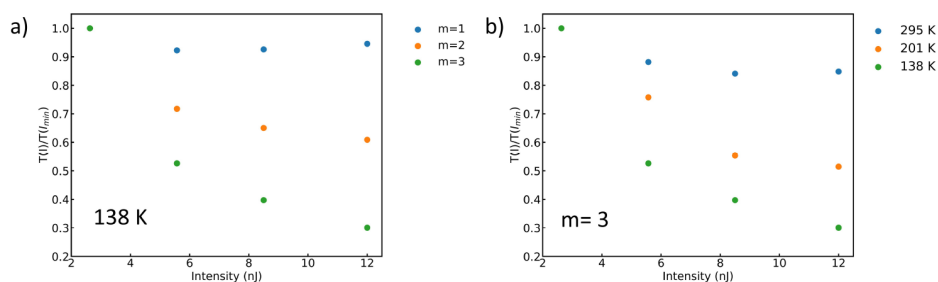 a)
T(I)/T(I_min)
1.0
0.9
0.8
0.7
0.6
0.5
0.4
0.3
0.2
2 4 6 8 10 12
Intensity (nJ)
138 K
m=1
m=2
m=3
b)
T(I)/T(I_min)
1.0
0.9
0.8
0.7
0.6
0.5
0.4
0.3
0.2
2 4 6 8 10 12
Intensity (nJ)
m= 3
295 K
201 K
138 K